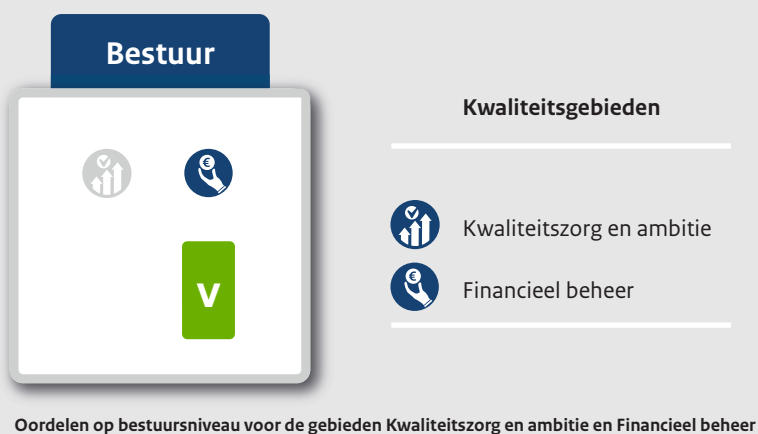 Bestuur
Kwaliteitsgebieden
€
V
Kwaliteitszorg en ambitie
€
Financieel beheer
Oordelen op bestuursniveau voor de gebieden Kwaliteitszorg en ambitie en Financieel beheer